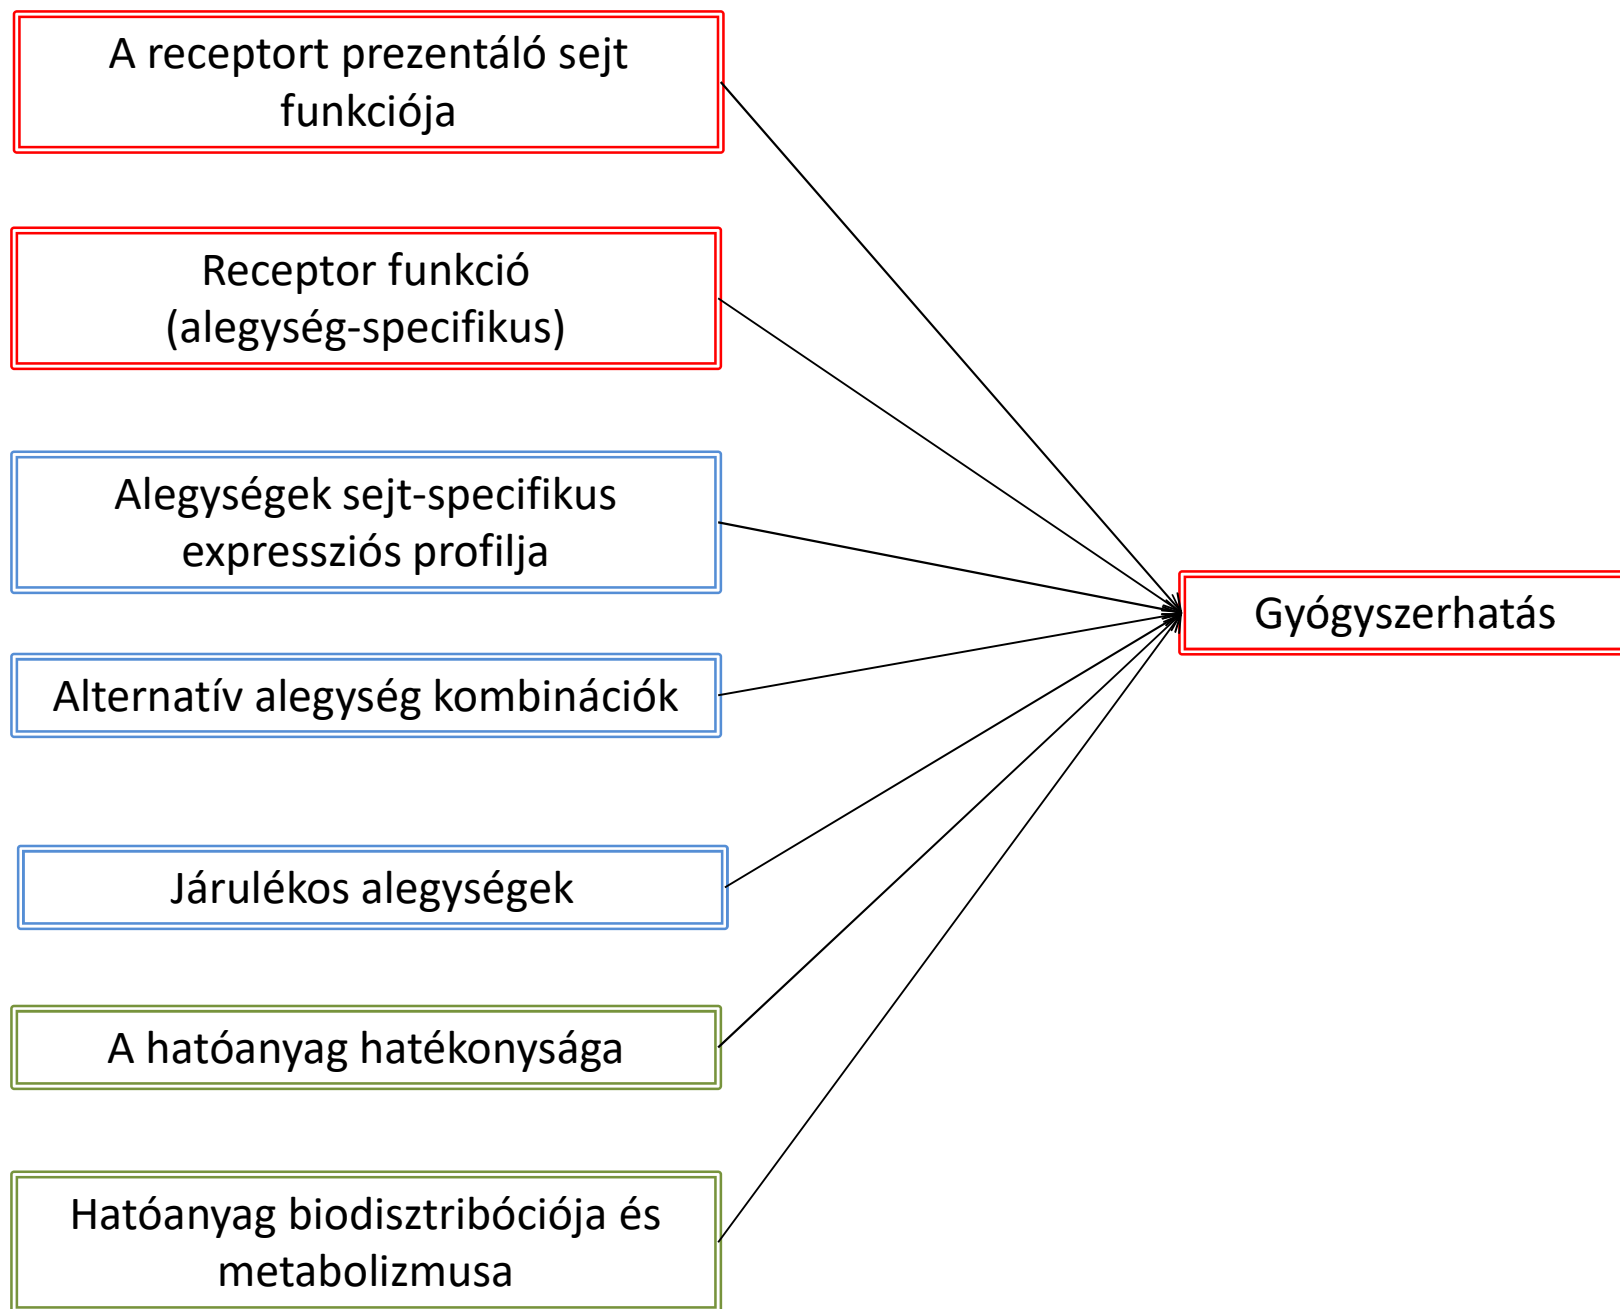 A receptort prezentáló sejt
funkciója
Receptor funkció
(alegység-specifikus)
Alegységek sejt-specifikus
expressziós profilja
Alternatív alegység kombinációk
Járulékos alegységek
A hatóanyag hatékonysága
Hatóanyag biodisztribóciója és
metabolizmusa
Gyógyszerhatás